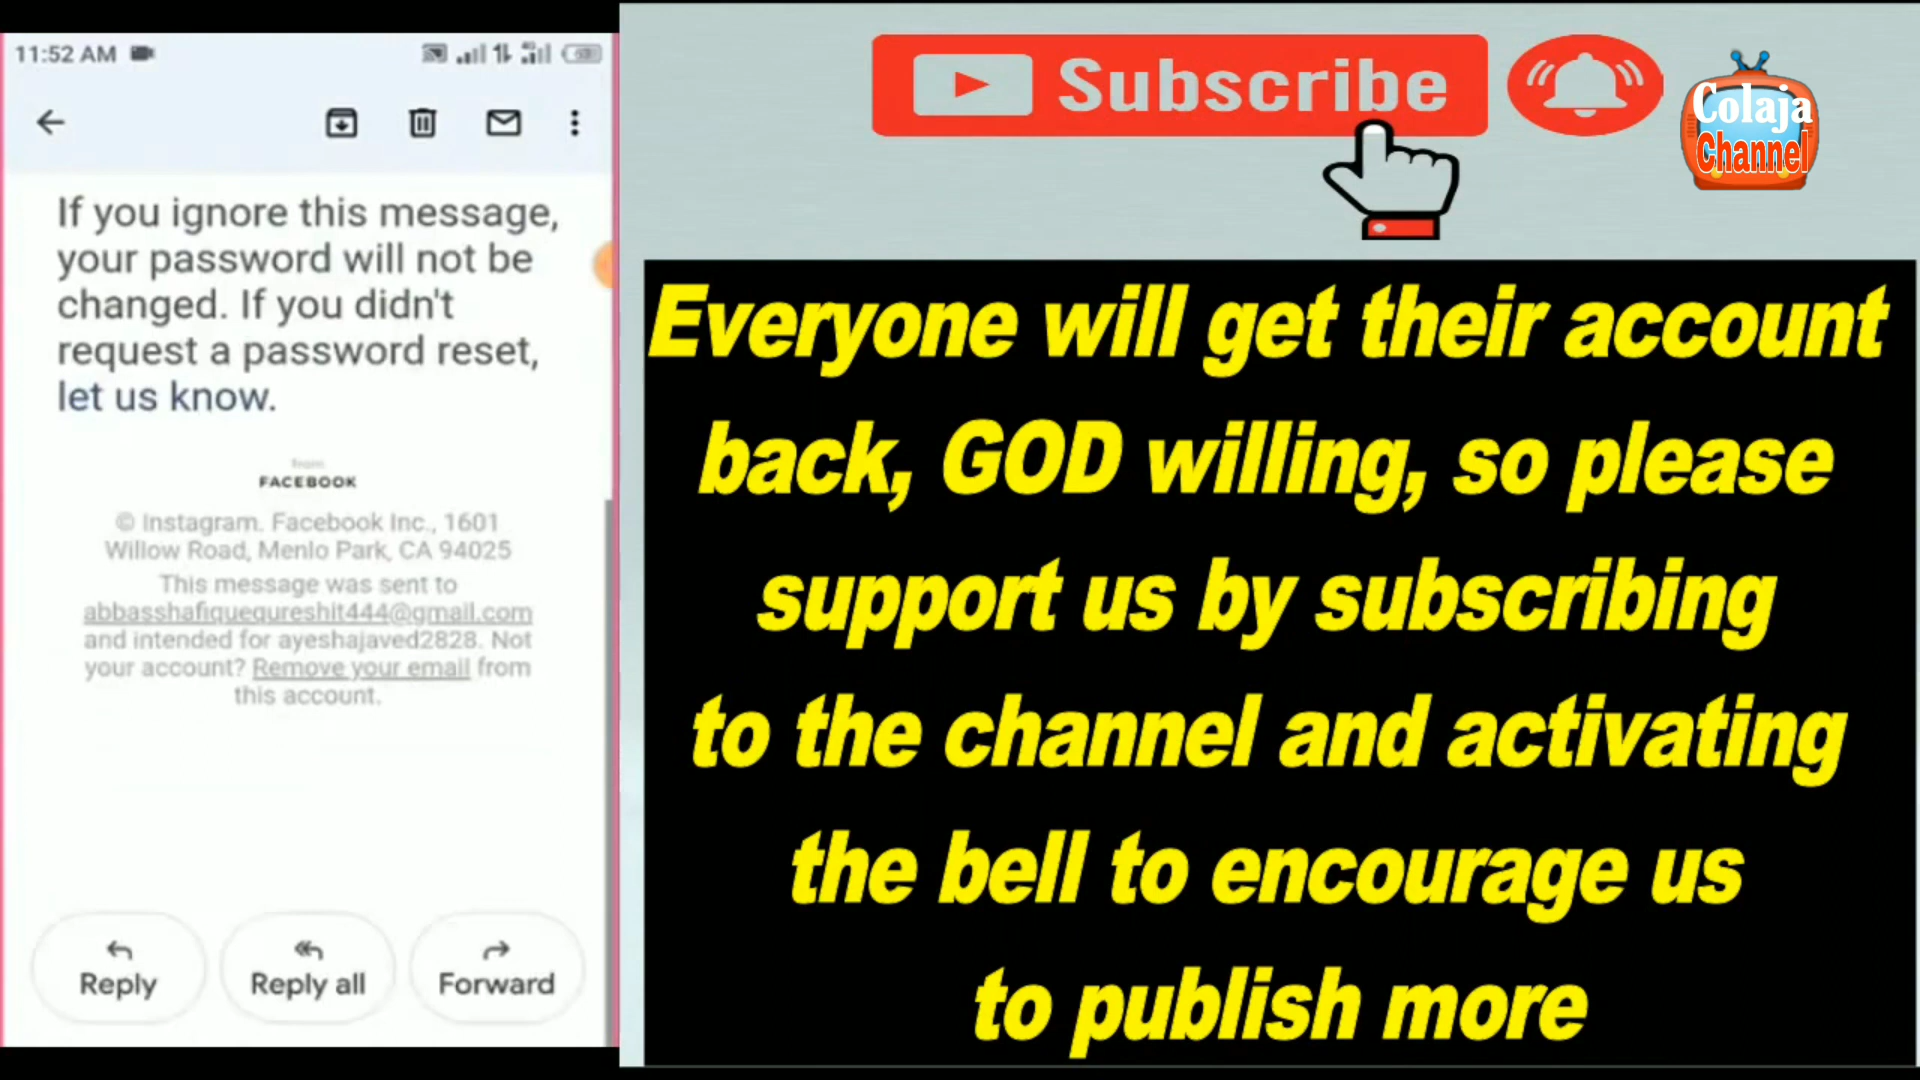 11:52 AM
If you ignore this message,
your password will not be
changed. If you didn't
request a password reset,
let us know.
from
FACEBOOK
© Instagram. Facebook Inc., 1601
Willow Road, Menlo Park, CA 94025
This message was sent to
abbasshafiquequreshit444@gmail.com
and intended for ayeshajaved2828. Not
your account? Remove your email from
this account.
Reply
Reply all
Forward
Subscribe
Colaja
Channel
Everyone will get their account
back, GOD willing, so please
support us by subscribing
to the channel and activating
the bell to encourage us
to publish more